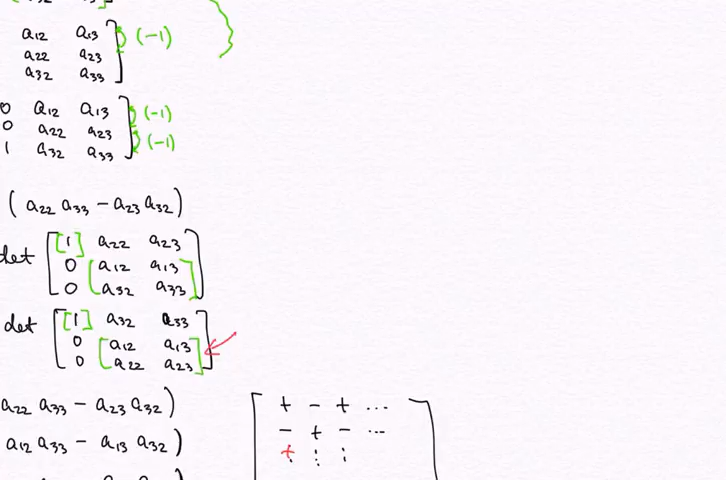 a12 a13 (-1)
a22 a23
a32 a33
0 a12 a13 (-1)
0 a22 a23
1 a32 a33 (-1)
(a22 a33 - a23 a32)
det [1] a22 a23
0 a12 a13
0 a32 a33
det [1] a32 a33
0 a12 a13
0 a22 a23
a22 a33 - a23 a32)
a12 a33 - a13 a32)
+ - + ...
- + - ...
+ ⋮ ⋮